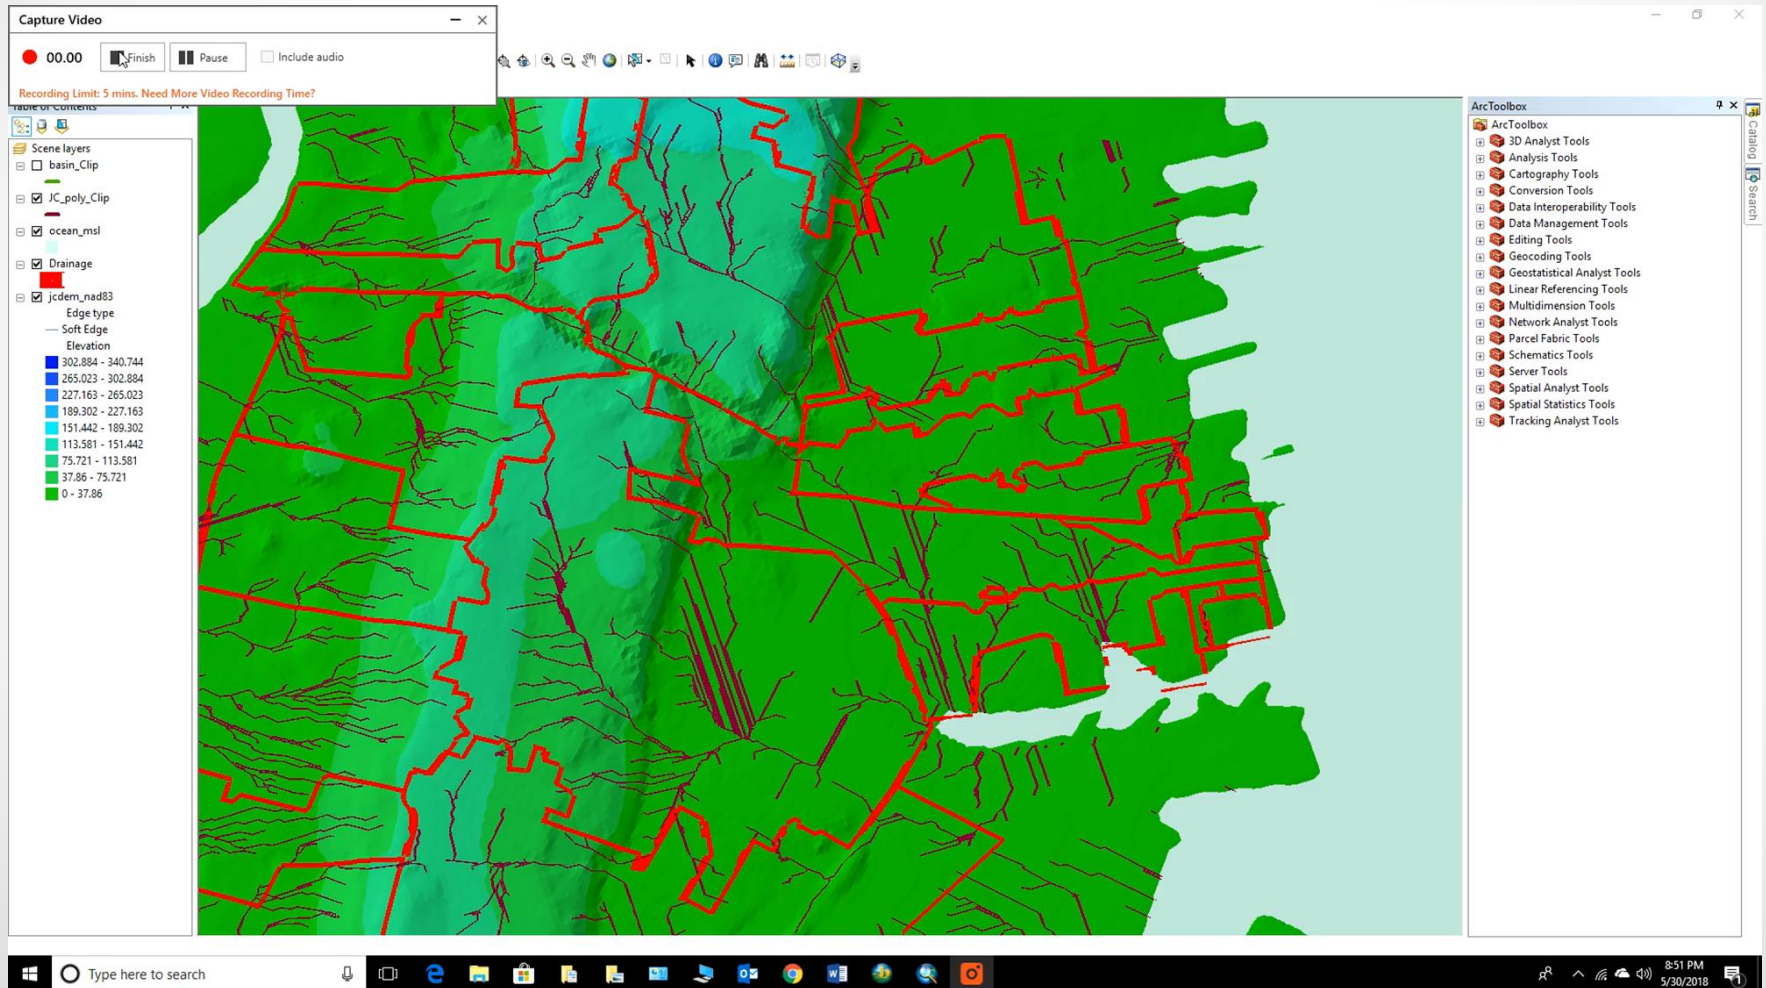 Capture Video
00.00
Finish
Pause
Include audio
Recording Limit: 5 mins. Need More Video Recording Time?
Table of Contents
Scene layers
basin_Clip
JC_poly_Clip
ocean_msl
Drainage
jcdem_nad83
Edge type
Soft Edge
Elevation
302.884 - 340.744
265.023 - 302.884
227.163 - 265.023
189.302 - 227.163
151.442 - 189.302
113.581 - 151.442
75.721 - 113.581
37.86 - 75.721
0 - 37.86
ArcToolbox
ArcToolbox
3D Analyst Tools
Analysis Tools
Cartography Tools
Conversion Tools
Data Interoperability Tools
Data Management Tools
Editing Tools
Geocoding Tools
Geostatistical Analyst Tools
Linear Referencing Tools
Multidimension Tools
Network Analyst Tools
Parcel Fabric Tools
Schematics Tools
Server Tools
Spatial Analyst Tools
Spatial Statistics Tools
Tracking Analyst Tools
Catalog
Search
Type here to search
8:51 PM
5/30/2018
1